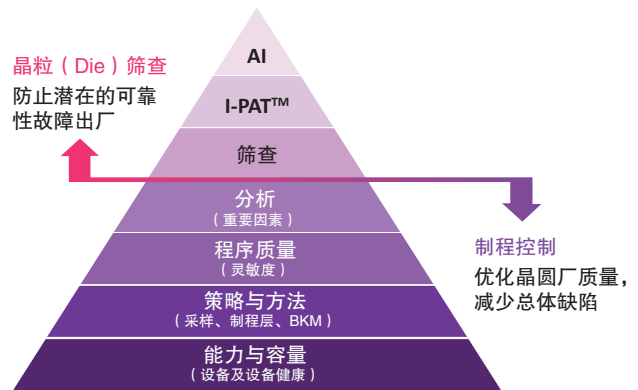 AI
I-PAT™
筛查
分析
(重要因素)
程序质量
(灵敏度)
策略与方法
(采样、制程层、BKM)
能力与容量
(设备及设备健康)
晶粒(Die)筛查
防止潜在的可靠
性故障出厂
制程控制
优化晶圆厂质量,
减少总体缺陷